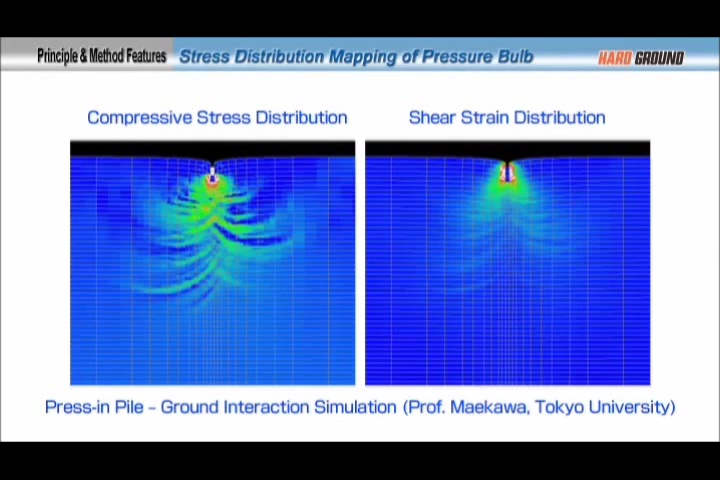 Principle & Method Features
Stress Distribution Mapping of Pressure Bulb
HARD GROUND
Compressive Stress Distribution
Shear Strain Distribution
Press-in Pile – Ground Interaction Simulation (Prof. Maekawa, Tokyo University)